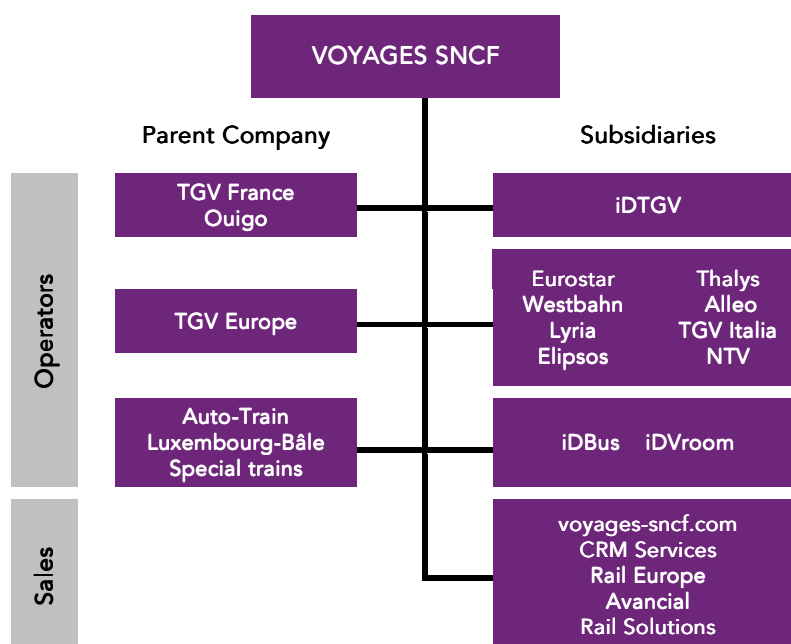 VOYAGES SNCF
Parent Company
Subsidiaries
Operators
TGV France
Ouigo
iDTGV
TGV Europe
Eurostar Thalys
Westbahn Alleo
Lyria TGV Italia
Elipsos NTV
Auto-Train
Luxembourg-Bâle
Special trains
iDBus iDVroom
Sales
voyages-sncf.com
CRM Services
Rail Europe
Avancial
Rail Solutions